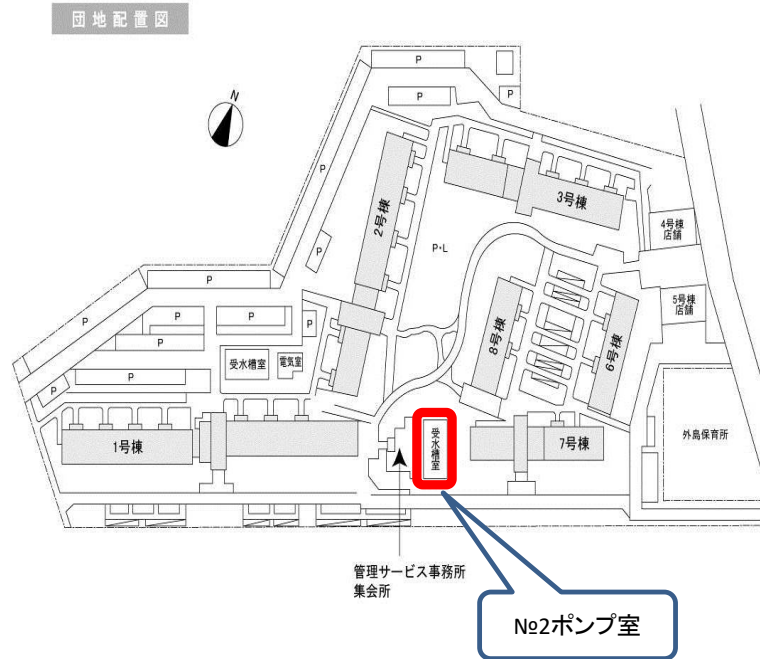 団地配置図
N
P
P
P
3号棟
2号棟
4号棟
店舗
P
P・L
P
P
5号棟
店舗
8号棟
6号棟
P
P
P
P
P
受水槽室
電気室
P
P
1号棟
受水槽室
7号棟
外島保育所
管理サービス事務所
集会所
№2ポンプ室